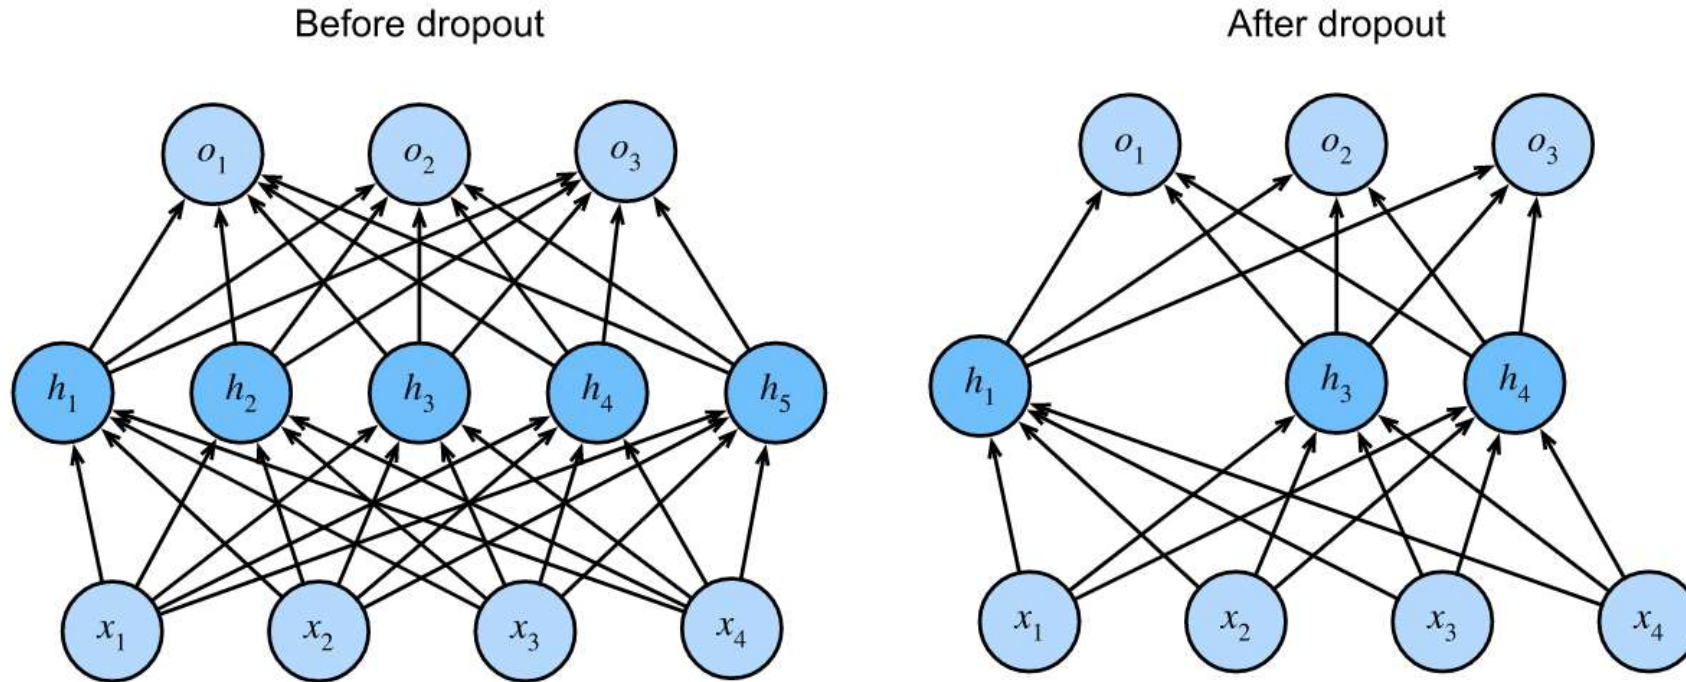 Before dropout
After dropout
o₁ o₂ o₃
o₁ o₂ o₃
h₁ h₂ h₃ h₄ h₅
h₁ h₃ h₄
x₁ x₂ x₃ x₄
x₁ x₂ x₃ x₄